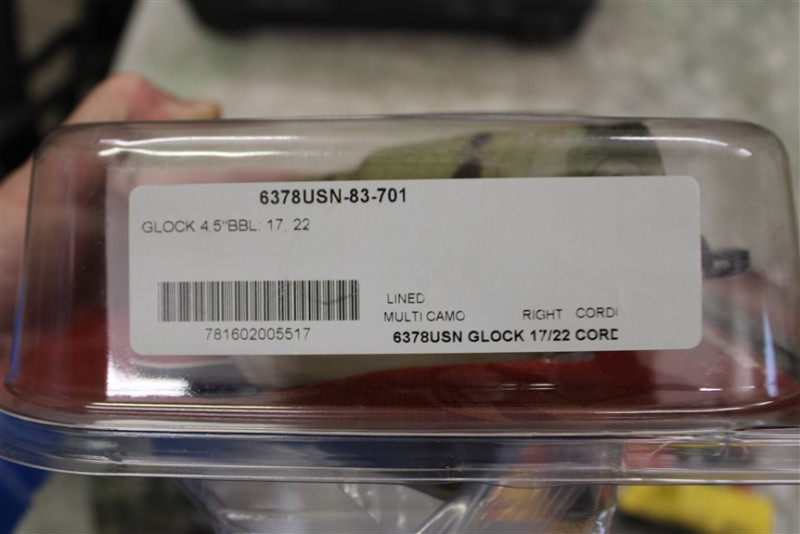 6378USN-83-701
GLOCK 4.5"BBL: 17, 22
LINED
MULTI CAMO RIGHT CORD
781602005517
6378USN GLOCK 17/22 CORD